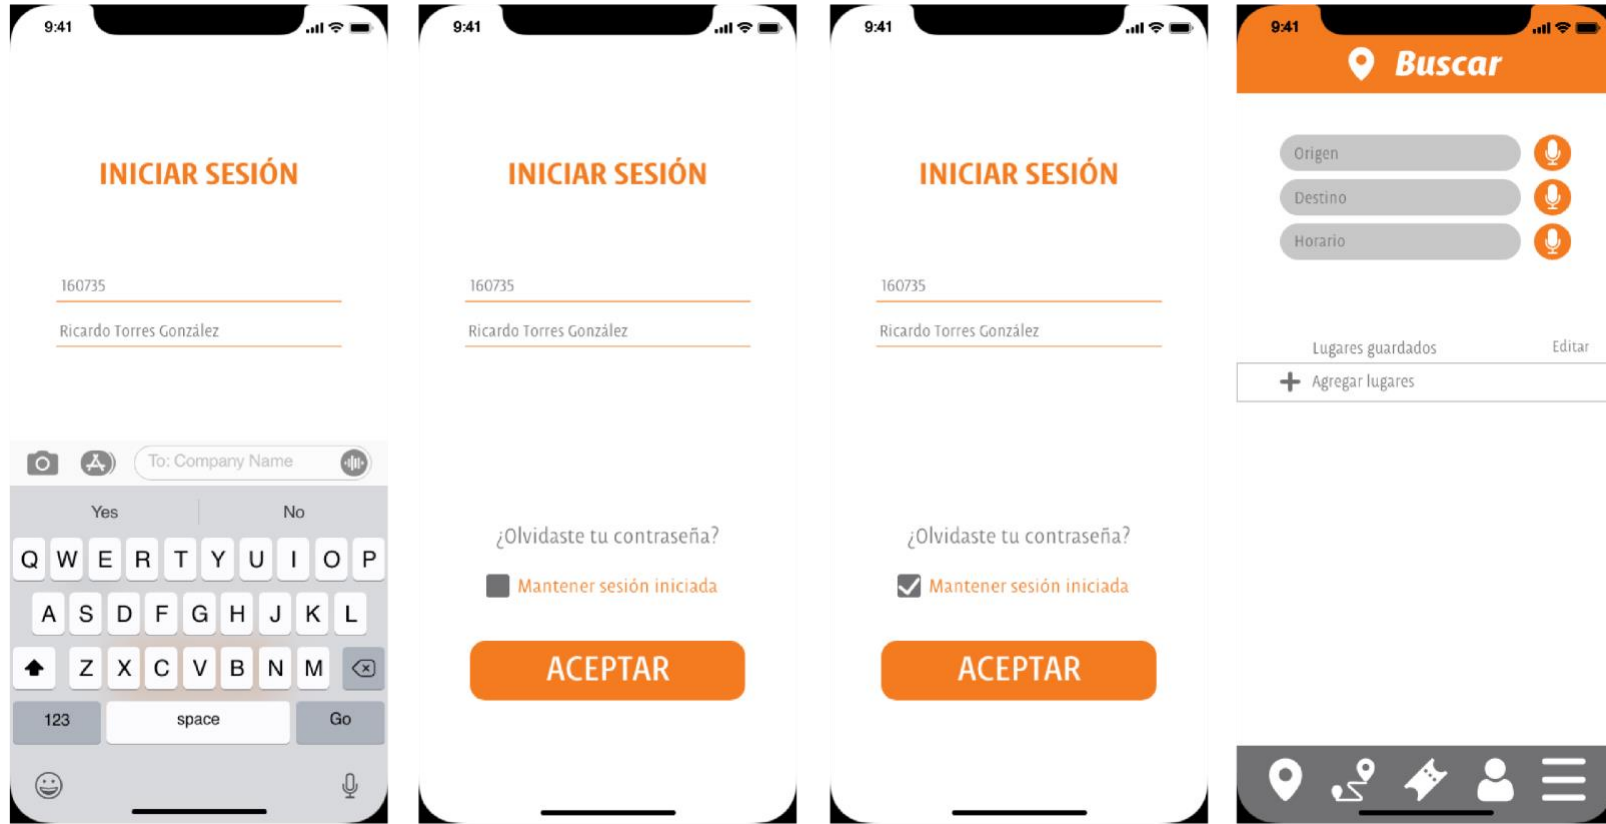 9:41
INICIAR SESIÓN
160735
Ricardo Torres González
To: Company Name
Yes No
Q W E R T Y U I O P
A S D F G H J K L
Z X C V B N M
123 space Go
9:41
INICIAR SESIÓN
160735
Ricardo Torres González
¿Olvidaste tu contraseña?
Mantener sesión iniciada
ACEPTAR
9:41
INICIAR SESIÓN
160735
Ricardo Torres González
¿Olvidaste tu contraseña?
Mantener sesión iniciada
ACEPTAR
9:41
Buscar
Origen
Destino
Horario
Lugares guardados Editar
Agregar lugares